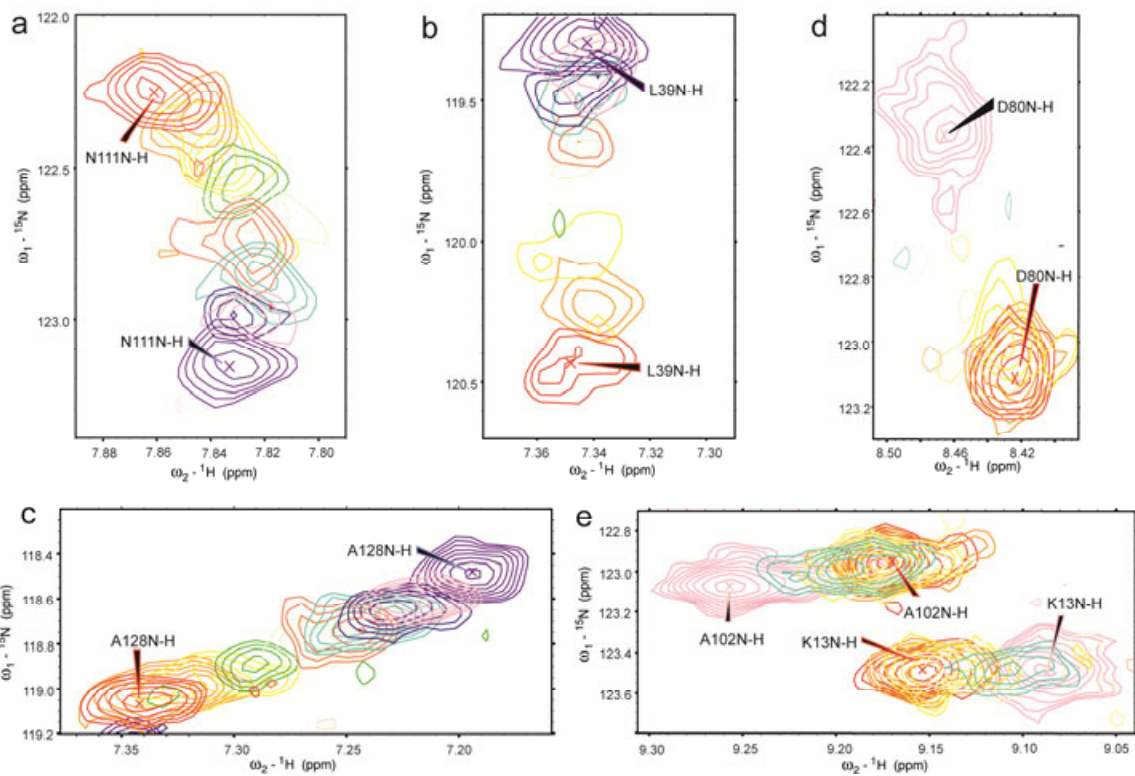 a
122.0
122.5
123.0
ω1 - 15N (ppm)
N111N-H
N111N-H
7.88 7.86 7.84 7.82 7.80
ω2 - 1H (ppm)
b
119.5
120.0
120.5
ω1 - 15N (ppm)
L39N-H
L39N-H
7.36 7.34 7.32 7.30
ω2 - 1H (ppm)
d
122.2
122.4
122.6
122.8
123.0
123.2
ω1 - 15N (ppm)
D80N-H
D80N-H
8.50 8.46 8.42
ω2 - 1H (ppm)
c
118.4
118.6
118.8
119.0
119.2
ω1 - 15N (ppm)
A128N-H
A128N-H
7.35 7.30 7.25 7.20
ω2 - 1H (ppm)
e
122.8
123.0
123.2
123.4
123.6
ω1 - 15N (ppm)
A102N-H
A102N-H
K13N-H
K13N-H
9.30 9.25 9.20 9.15 9.10 9.05
ω2 - 1H (ppm)